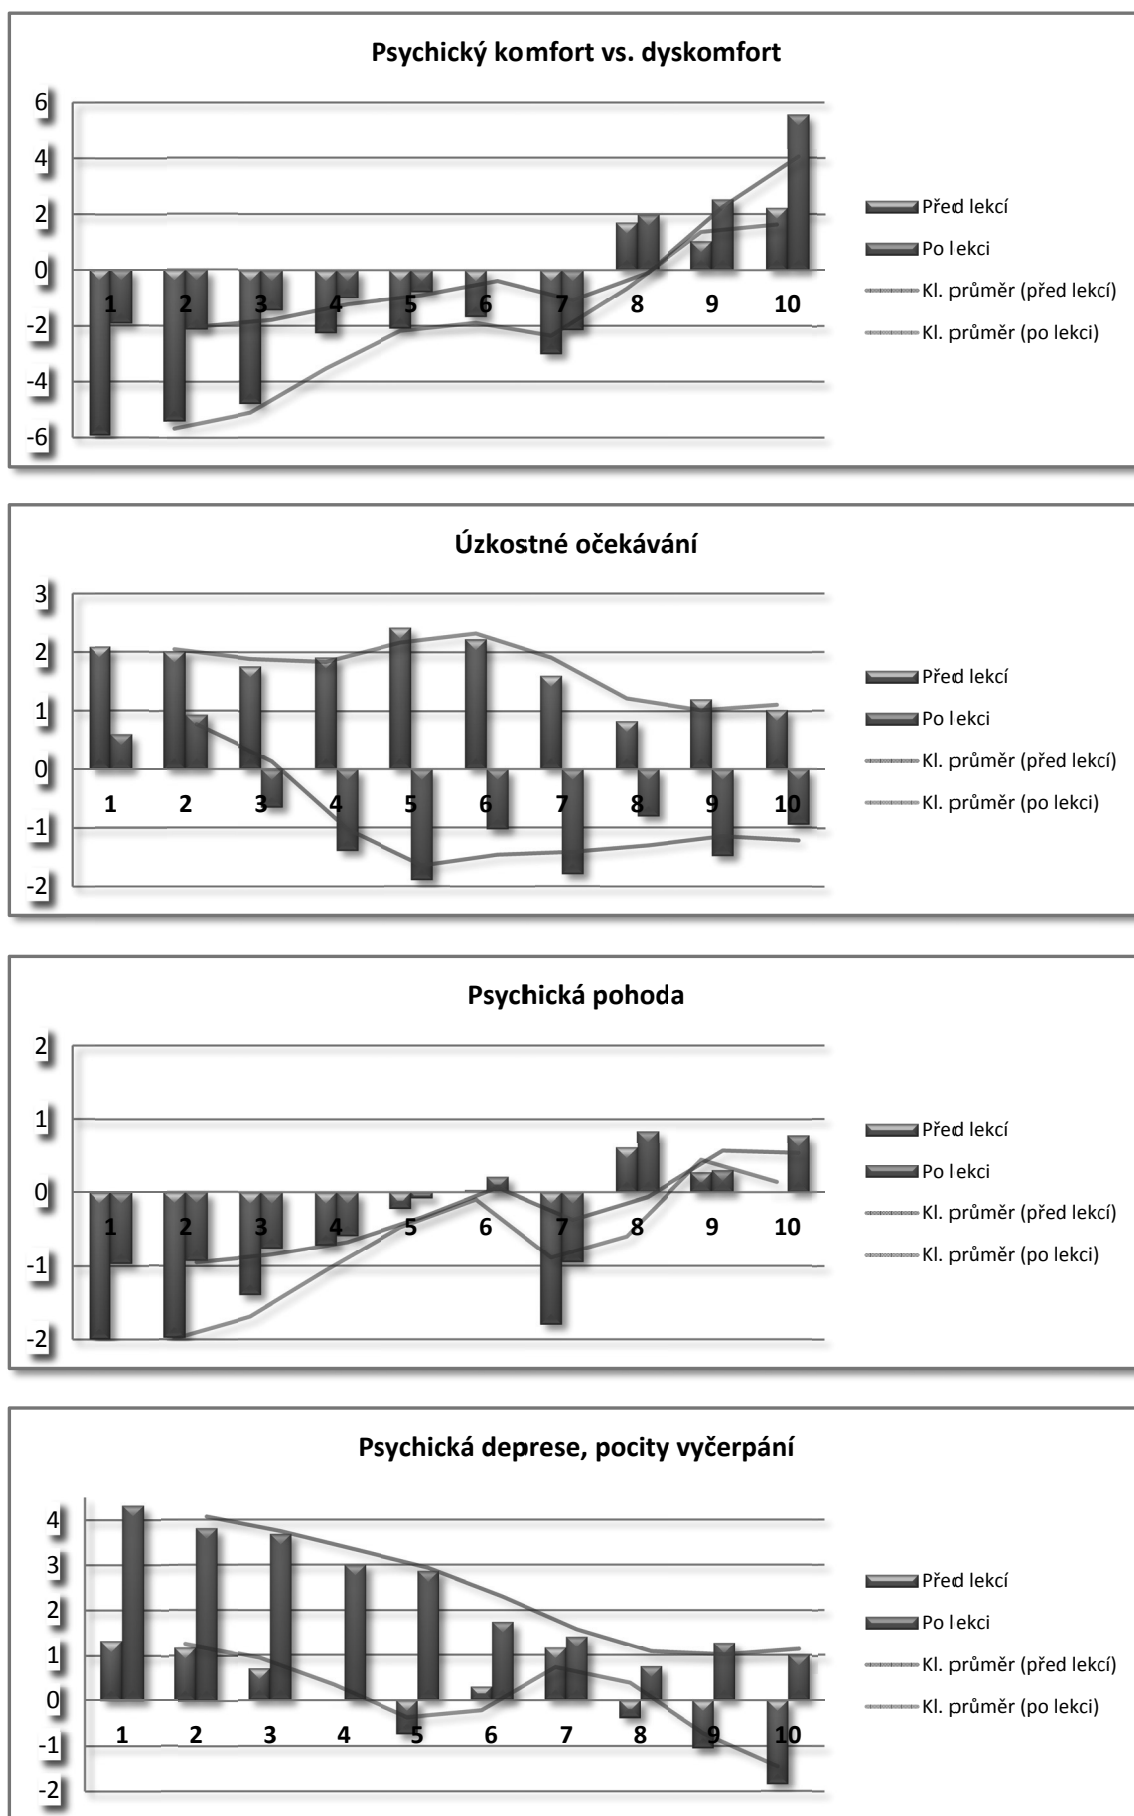 Psychický komfort vs. dyskomfort
6
4
2
0
-2
-4
-6
1 2 3 4 5 6 7 8 9 10
Před lekcí
Po lekci
Kl. průměr (před lekcí)
Kl. průměr (po lekci)
Úzkostné očekávání
3
2
1
0
-1
-2
1 2 3 4 5 6 7 8 9 10
Před lekcí
Po lekci
Kl. průměr (před lekcí)
Kl. průměr (po lekci)
Psychická pohoda
2
1
0
-1
-2
1 2 3 4 5 6 7 8 9 10
Před lekcí
Po lekci
Kl. průměr (před lekcí)
Kl. průměr (po lekci)
Psychická deprese, pocity vyčerpání
4
3
2
1
0
-1
-2
1 2 3 4 5 6 7 8 9 10
Před lekcí
Po lekci
Kl. průměr (před lekcí)
Kl. průměr (po lekci)